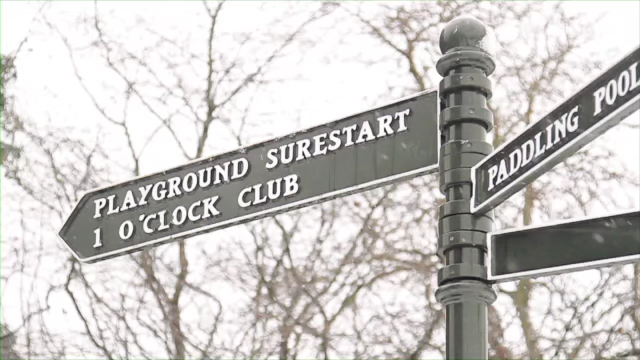 PLAYGROUND SURESTART
1 O'CLOCK CLUB
PADDLING POOL